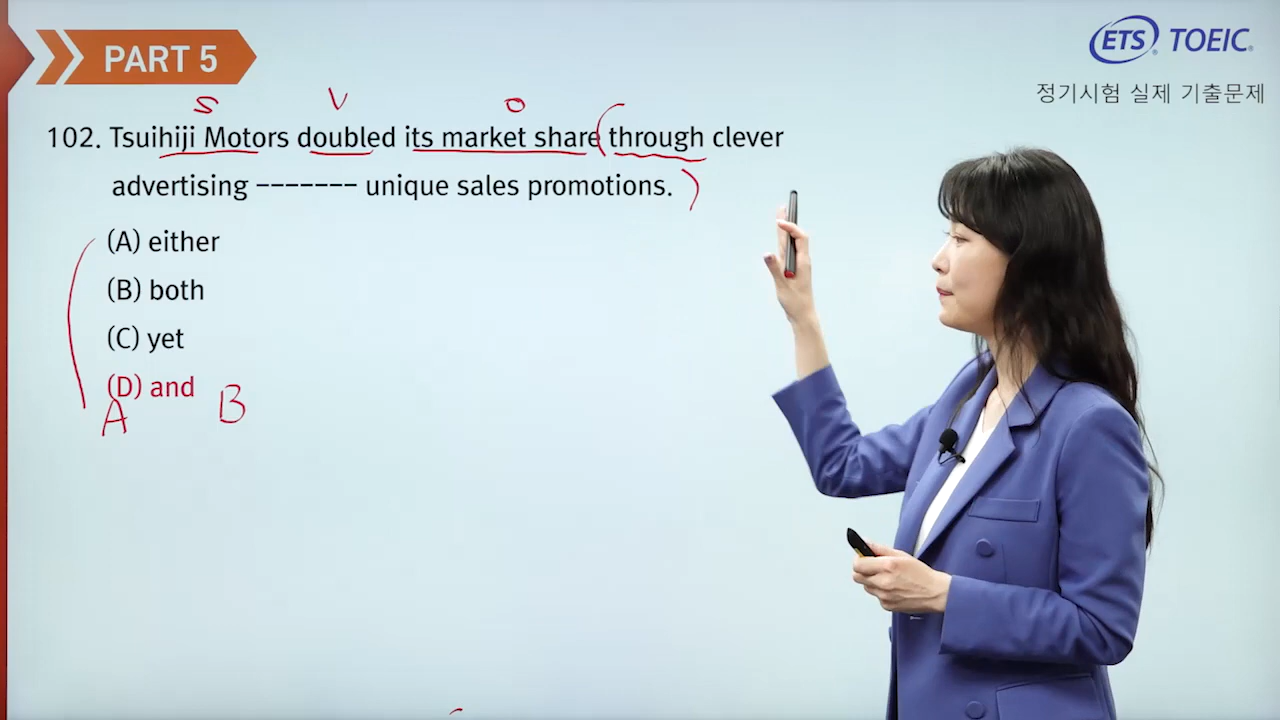 PART 5
ETS TOEIC
정기시험 실제 기출문제
S V O
102. Tsuihiji Motors doubled its market share (through clever
advertising ------- unique sales promotions. )
(A) either
(B) both
(C) yet
(D) and
A B